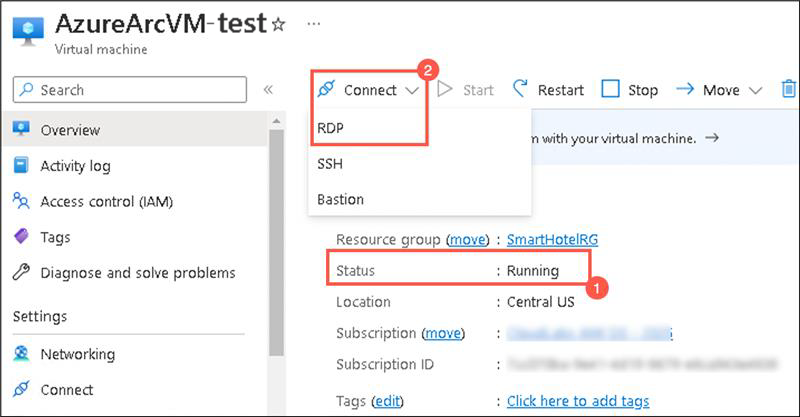 AzureArcVM-test ☆ ...
Virtual machine
Search «
Connect 2 Start Restart Stop Move
Overview
RDP
m with your virtual machine. →
Activity log
SSH
Access control (IAM)
Bastion
Tags
Resource group (move) : SmartHotelRG
Diagnose and solve problems
Status : Running
1
Location : Central US
Settings
Subscription (move) :
Networking
Subscription ID :
Connect
Tags (edit) : Click here to add tags